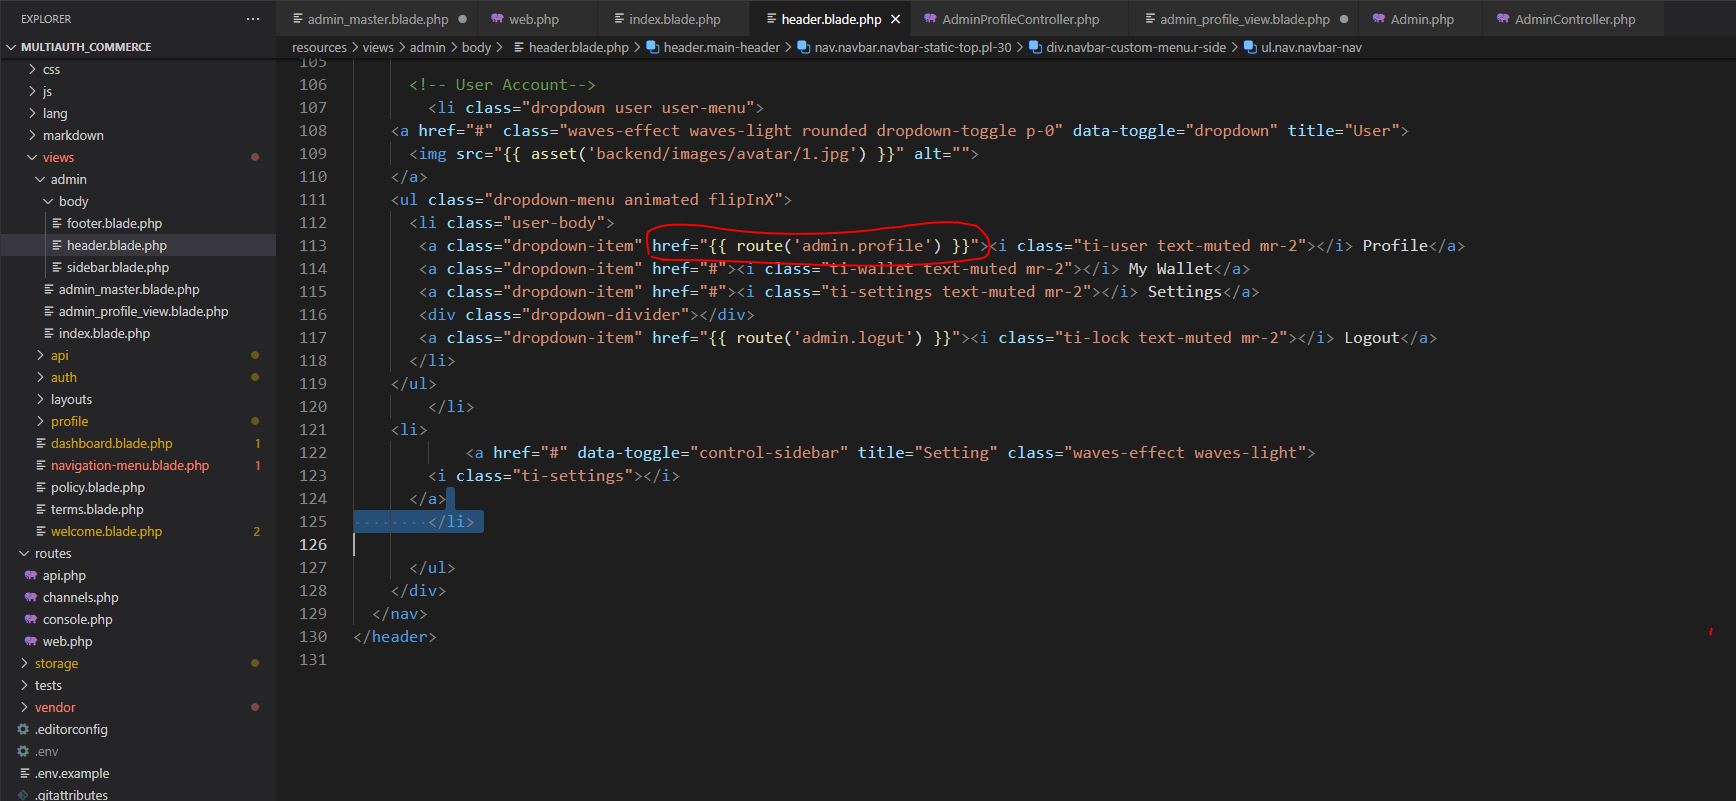 EXPLORER ···
admin_master.blade.php ● web.php index.blade.php header.blade.php × AdminProfileController.php admin_profile_view.blade.php ● Admin.php AdminController.php
MULTIAUTH_COMMERCE
resources > views > admin > body > header.blade.php > header.main-header > nav.navbar.navbar-static-top.pl-30 > div.navbar-custom-menu.r-side > ul.nav.navbar-nav
css
js
lang
markdown
views
admin
body
footer.blade.php
header.blade.php
sidebar.blade.php
admin_master.blade.php
admin_profile_view.blade.php
index.blade.php
api
auth
layouts
profile
dashboard.blade.php 1
navigation-menu.blade.php 1
policy.blade.php
terms.blade.php
welcome.blade.php 2
routes
api.php
channels.php
console.php
web.php
storage
tests
vendor
.editorconfig
.env
.env.example
.gitattributes
105
106 <!-- User Account-->
107 <li class="dropdown user user-menu">
108 <a href="#" class="waves-effect waves-light rounded dropdown-toggle p-0" data-toggle="dropdown" title="User">
109 <img src="{{ asset('backend/images/avatar/1.jpg') }}" alt="">
110 </a>
111 <ul class="dropdown-menu animated flipInX">
112 <li class="user-body">
113 <a class="dropdown-item" href="{{ route('admin.profile') }}"><i class="ti-user text-muted mr-2"></i> Profile</a>
114 <a class="dropdown-item" href="#"><i class="ti-wallet text-muted mr-2"></i> My Wallet</a>
115 <a class="dropdown-item" href="#"><i class="ti-settings text-muted mr-2"></i> Settings</a>
116 <div class="dropdown-divider"></div>
117 <a class="dropdown-item" href="{{ route('admin.logut') }}"><i class="ti-lock text-muted mr-2"></i> Logout</a>
118 </li>
119 </ul>
120 </li>
121 <li>
122 <a href="#" data-toggle="control-sidebar" title="Setting" class="waves-effect waves-light">
123 <i class="ti-settings"></i>
124 </a>
125 ········</li>
126
127 </ul>
128 </div>
129 </nav>
130 </header>
131